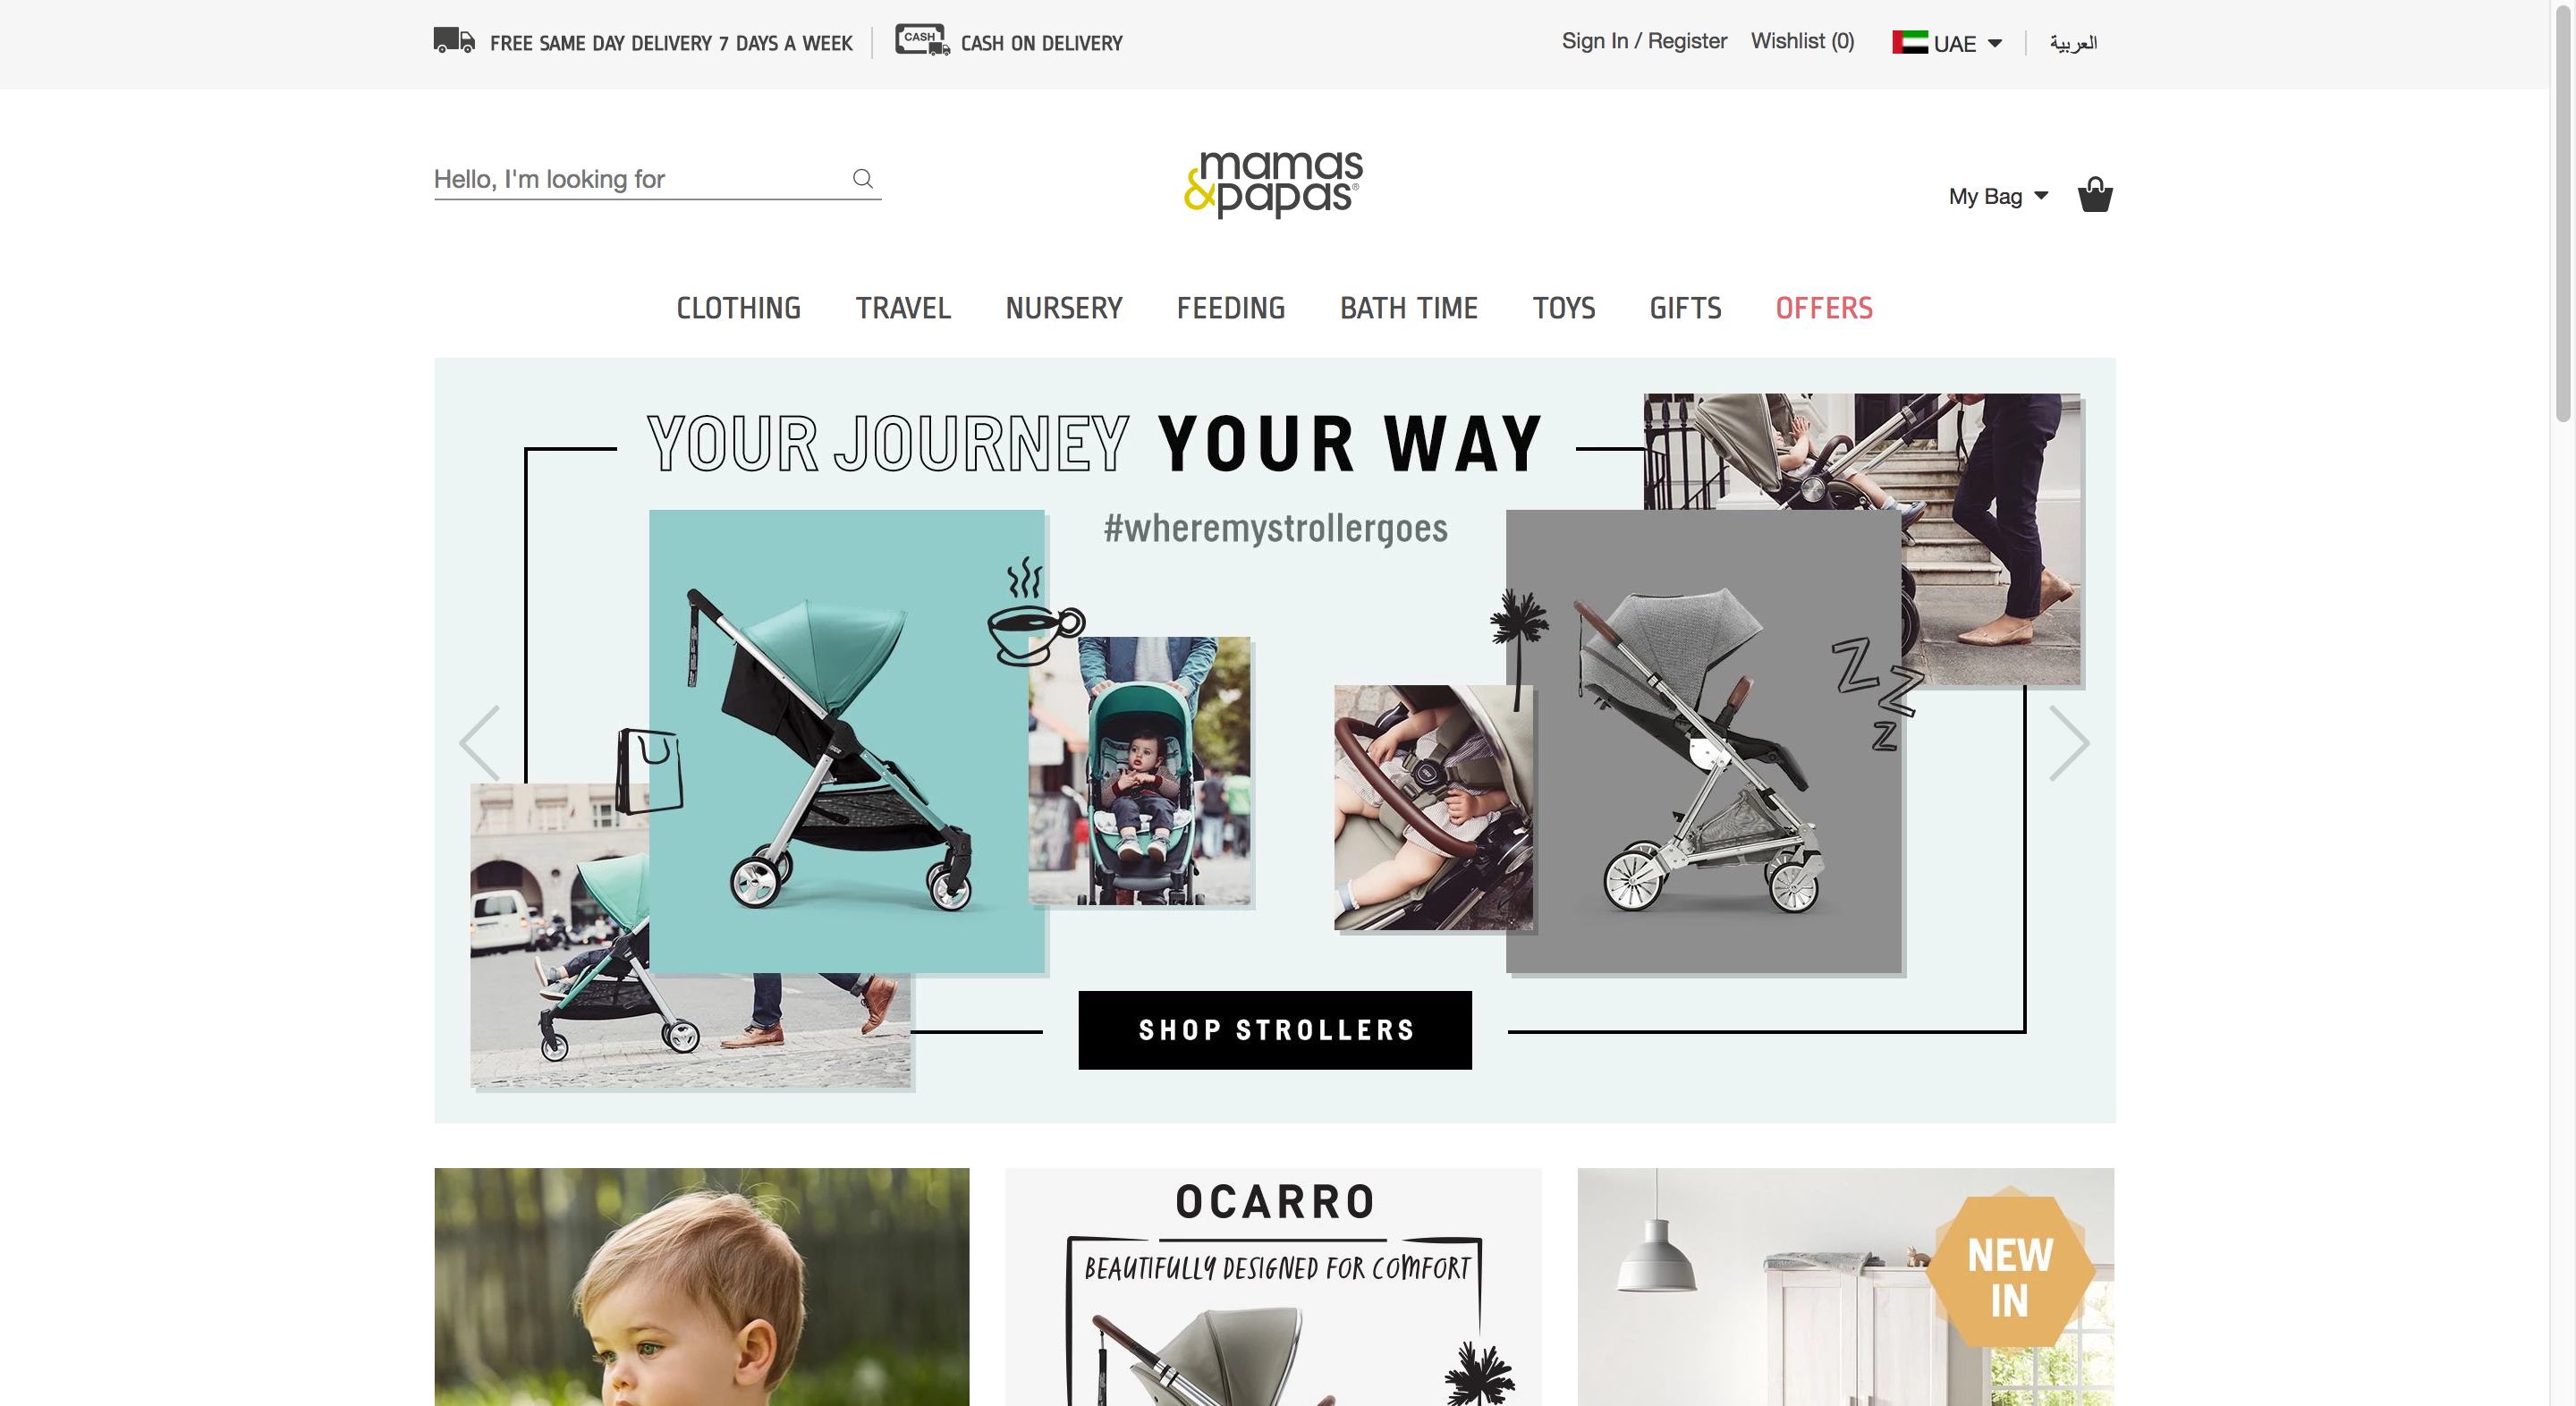 FREE SAME DAY DELIVERY 7 DAYS A WEEK
CASH
CASH ON DELIVERY
Sign In / Register
Wishlist (0)
UAE
العربية
Hello, I'm looking for
mamas
&papas®
My Bag
CLOTHING
TRAVEL
NURSERY
FEEDING
BATH TIME
TOYS
GIFTS
OFFERS
YOUR JOURNEY YOUR WAY
#wheremystrollergoes
Z
Z
Z
SHOP STROLLERS
OCARRO
BEAUTIFULLY DESIGNED FOR COMFORT
NEW
IN